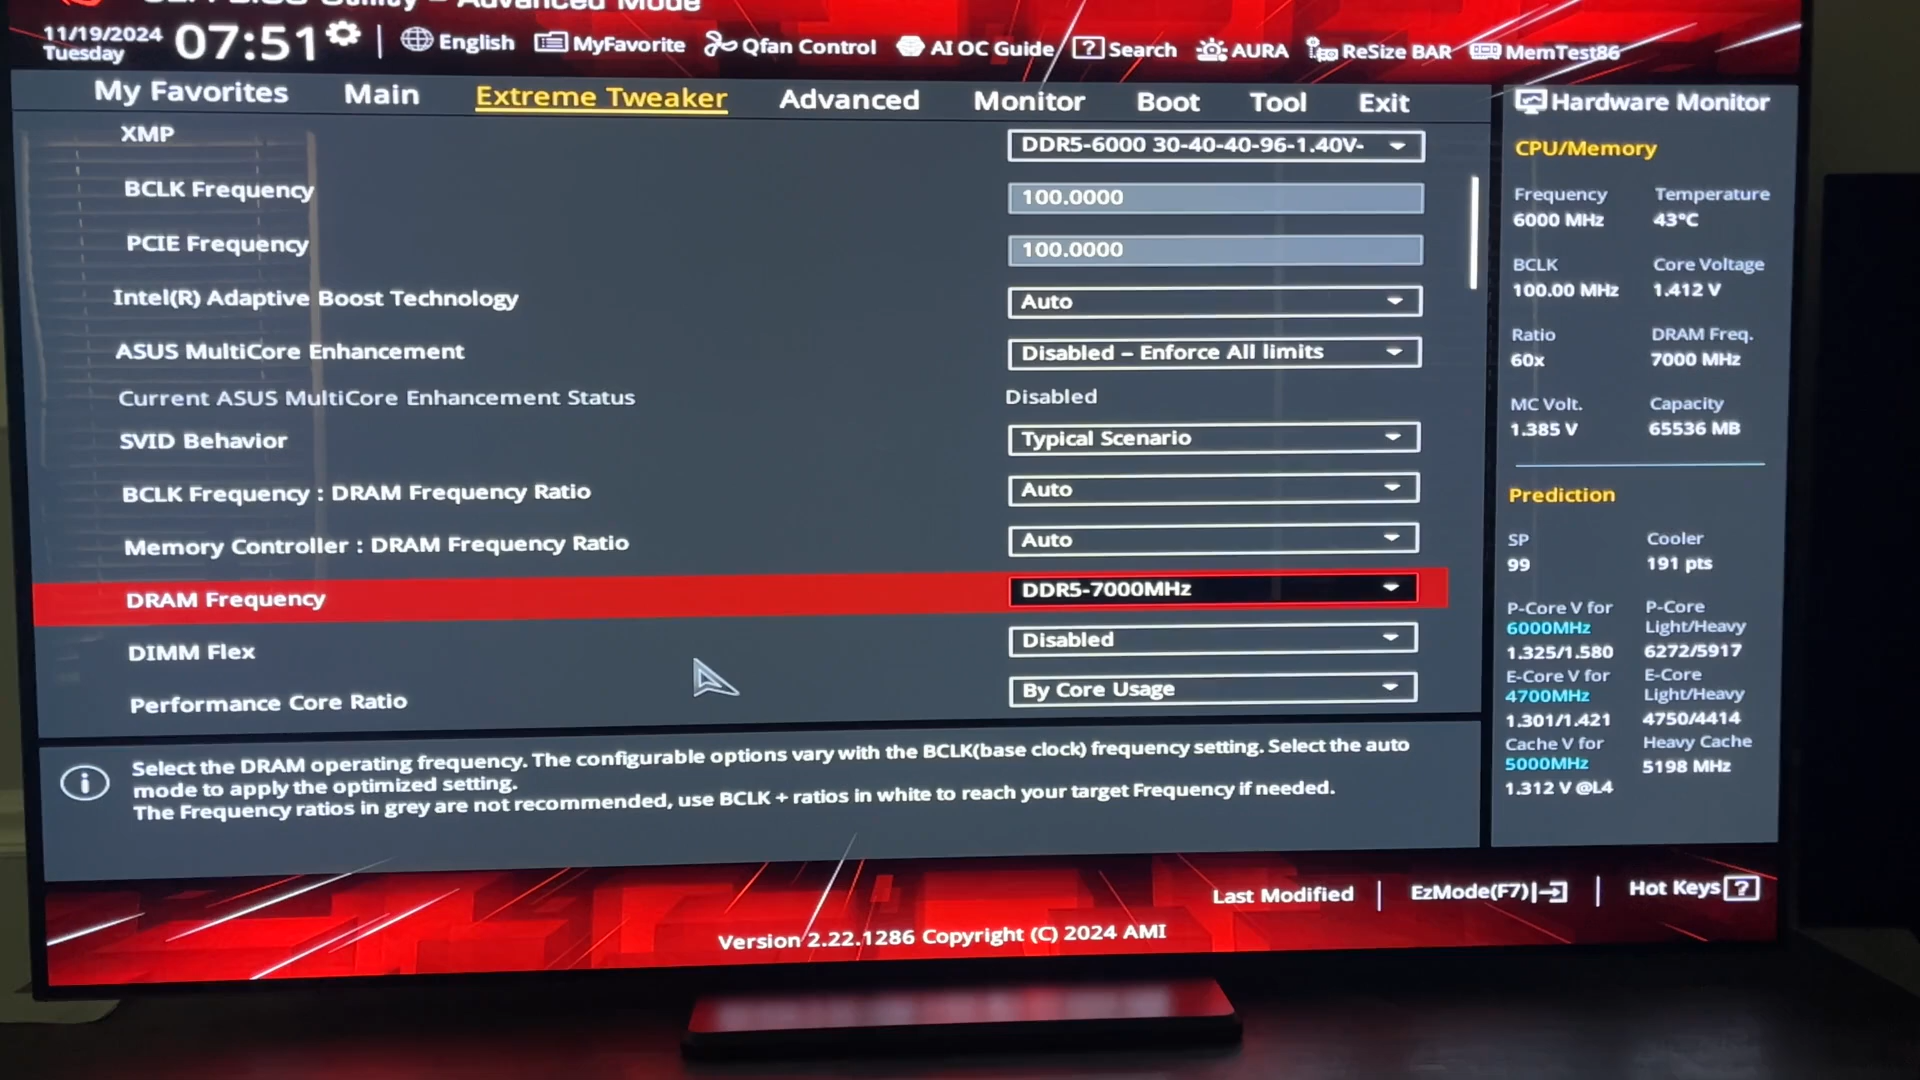 BIOS Utility – Advanced Mode
11/19/2024
Tuesday
07:51
English
MyFavorite
Qfan Control
AI OC Guide
? Search
AURA
ReSize BAR
MemTest86
My Favorites
Main
Extreme Tweaker
Advanced
Monitor
Boot
Tool
Exit
XMP
DDR5-6000 30-40-40-96-1.40V-
BCLK Frequency
100.0000
PCIE Frequency
100.0000
Intel(R) Adaptive Boost Technology
Auto
ASUS MultiCore Enhancement
Disabled – Enforce All limits
Current ASUS MultiCore Enhancement Status
Disabled
SVID Behavior
Typical Scenario
BCLK Frequency : DRAM Frequency Ratio
Auto
Memory Controller : DRAM Frequency Ratio
Auto
DRAM Frequency
DDR5-7000MHz
DIMM Flex
Disabled
Performance Core Ratio
By Core Usage
i
Select the DRAM operating frequency. The configurable options vary with the BCLK(base clock) frequency setting. Select the auto
mode to apply the optimized setting.
The Frequency ratios in grey are not recommended, use BCLK + ratios in white to reach your target Frequency if needed.
Hardware Monitor
CPU/Memory
Frequency Temperature
6000 MHz 43°C
BCLK Core Voltage
100.00 MHz 1.412 V
Ratio DRAM Freq.
60x 7000 MHz
MC Volt. Capacity
1.385 V 65536 MB
Prediction
SP Cooler
99 191 pts
P-Core V for P-Core
6000MHz Light/Heavy
1.325/1.580 6272/5917
E-Core V for E-Core
4700MHz Light/Heavy
1.301/1.421 4750/4414
Cache V for Heavy Cache
5000MHz 5198 MHz
1.312 V @L4
Last Modified
EzMode(F7)
Hot Keys ?
Version 2.22.1286 Copyright (C) 2024 AMI